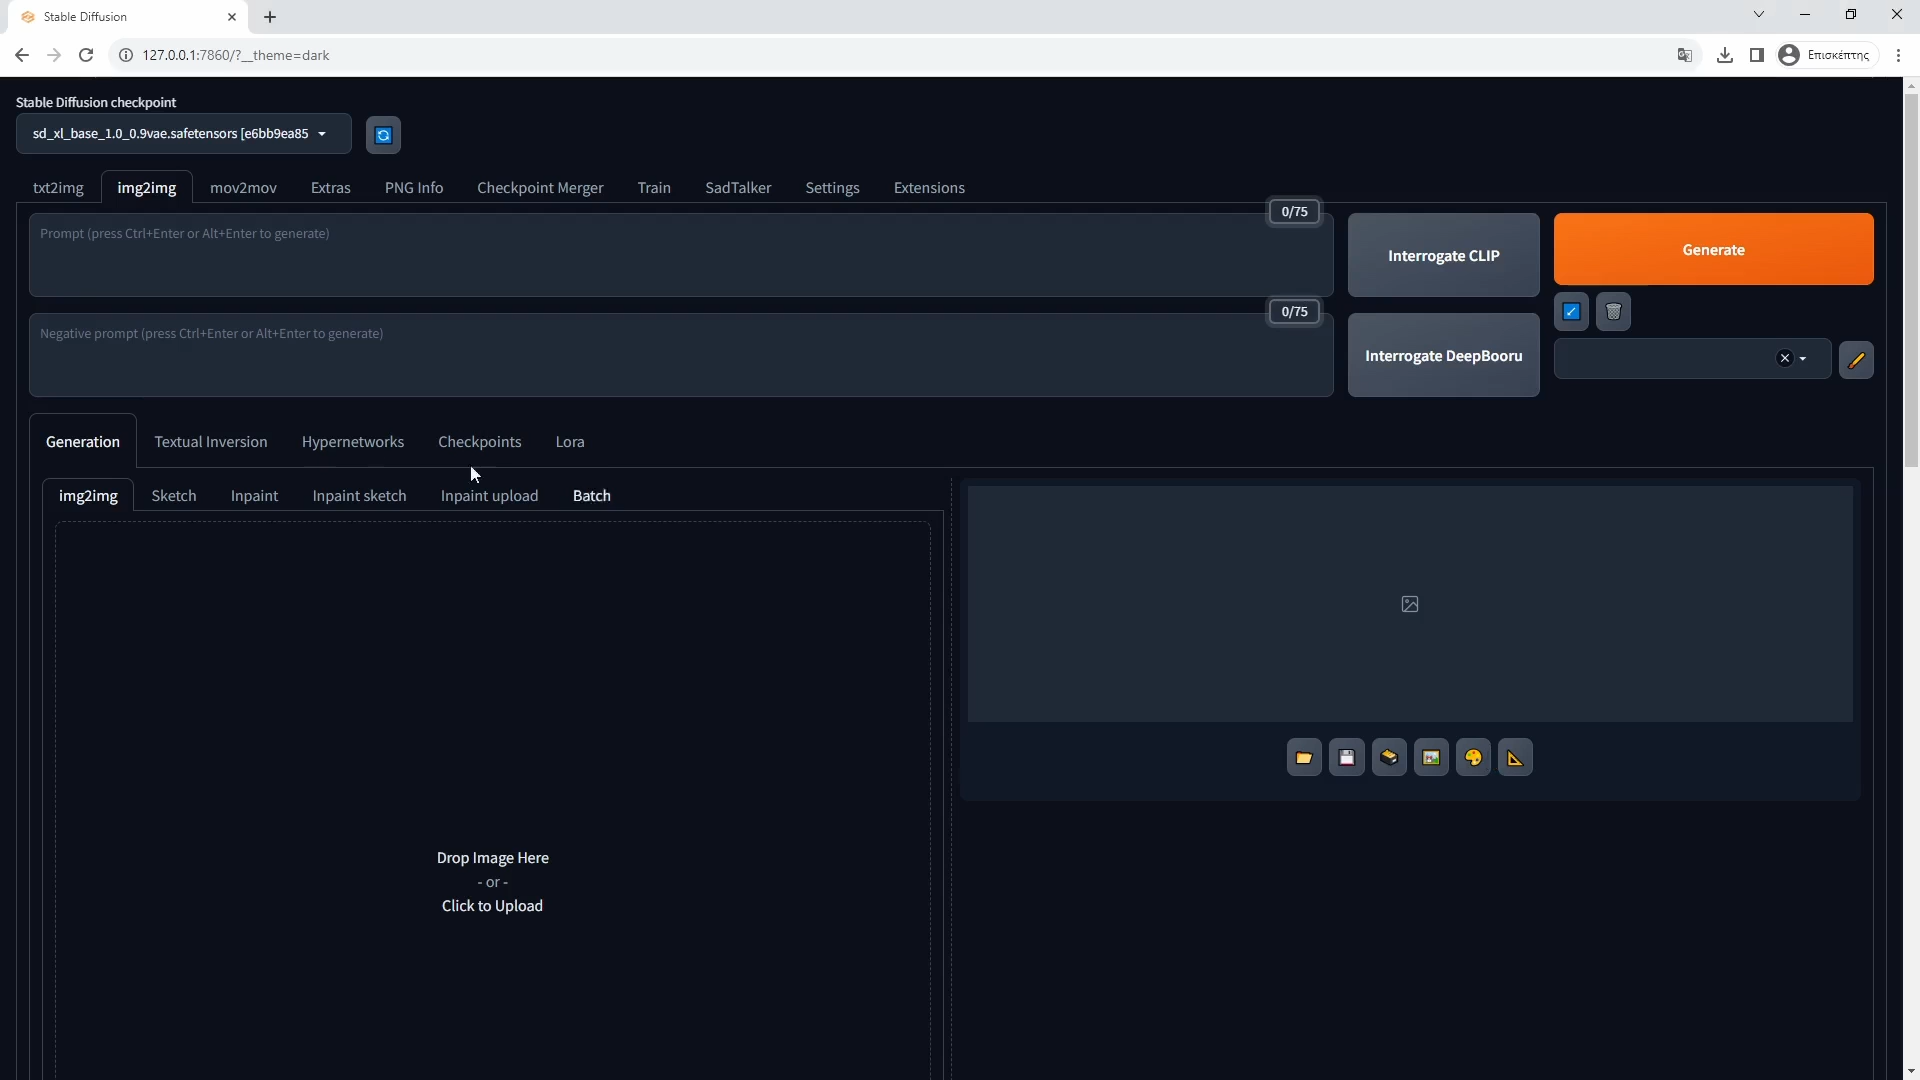 Stable Diffusion
127.0.0.1:7860/?__theme=dark
Επισκέπτης
Stable Diffusion checkpoint
sd_xl_base_1.0_0.9vae.safetensors [e6bb9ea85
txt2img img2img mov2mov Extras PNG Info Checkpoint Merger Train SadTalker Settings Extensions
0/75
Prompt (press Ctrl+Enter or Alt+Enter to generate)
Interrogate CLIP
Generate
0/75
Negative prompt (press Ctrl+Enter or Alt+Enter to generate)
Interrogate DeepBooru
Generation Textual Inversion Hypernetworks Checkpoints Lora
img2img Sketch Inpaint Inpaint sketch Inpaint upload Batch
Drop Image Here
- or -
Click to Upload